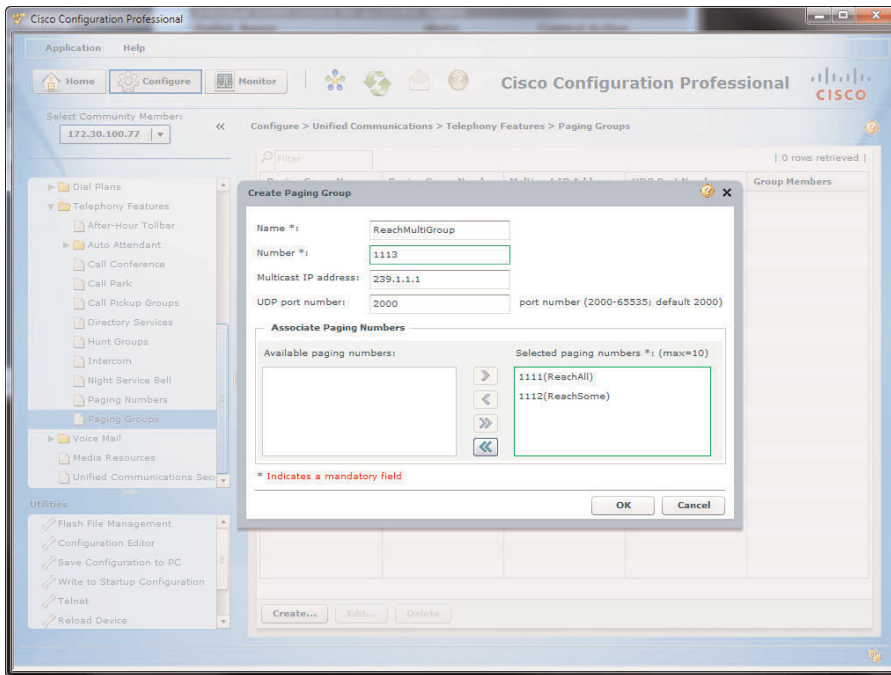 Cisco Configuration Professional
Application Help
Home Configure Monitor Cisco Configuration Professional CISCO
Select Community Member:
172.30.100.77
Configure > Unified Communications > Telephony Features > Paging Groups
Filter
0 rows retrieved
Group Members
Dial Plans
Telephony Features
After-Hour Tollbar
Auto Attendant
Call Conference
Call Park
Call Pickup Groups
Directory Services
Hunt Groups
Intercom
Night Service Bell
Paging Numbers
Paging Groups
Voice Mail
Media Resources
Unified Communications Sec
Utilities
Flash File Management
Configuration Editor
Save Configuration to PC
Write to Startup Configuration
Telnet
Reload Device
Create Paging Group
Name *: ReachMultiGroup
Number *: 1113
Multicast IP address: 239.1.1.1
UDP port number: 2000 port number (2000-65535; default 2000)
Associate Paging Numbers
Available paging numbers:
Selected paging numbers *: (max=10)
1111(ReachAll)
1112(ReachSome)
* Indicates a mandatory field
OK Cancel
Create... Edit... Delete